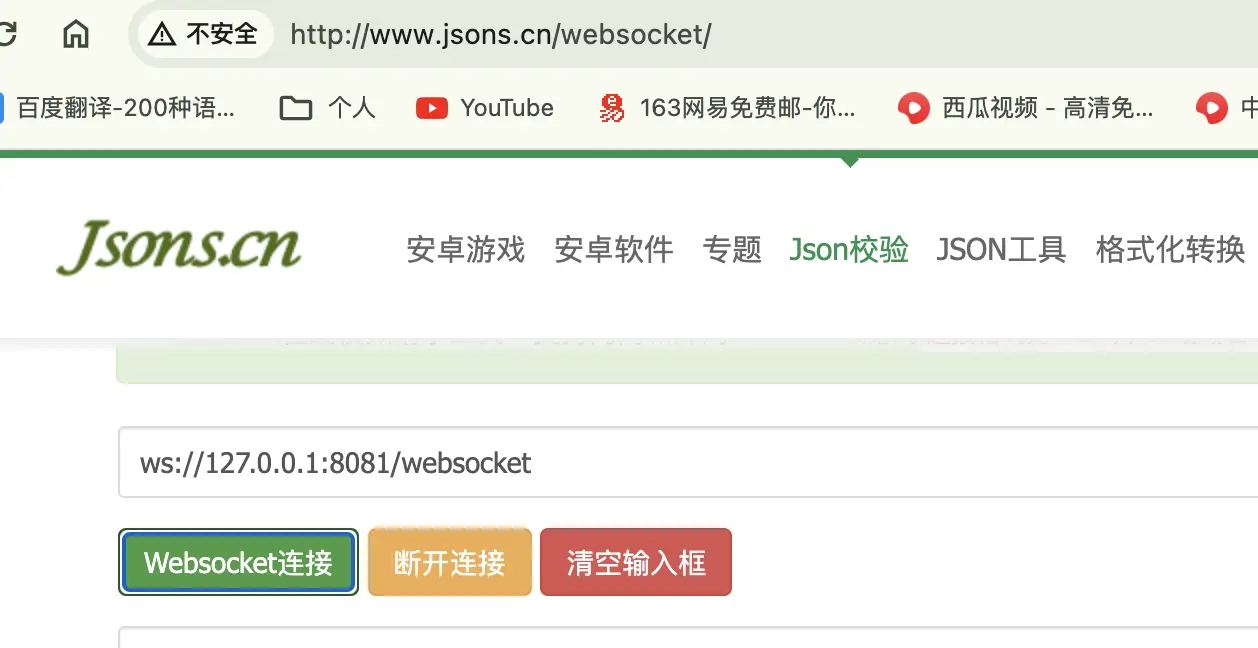 不安全 http://www.jsons.cn/websocket/
百度翻译-200种语... 个人 YouTube 163网易免费邮-你... 西瓜视频 - 高清免...
Jsons.cn 安卓游戏 安卓软件 专题 Json校验 JSON工具 格式化转换
ws://127.0.0.1:8081/websocket
Websocket连接 断开连接 清空输入框